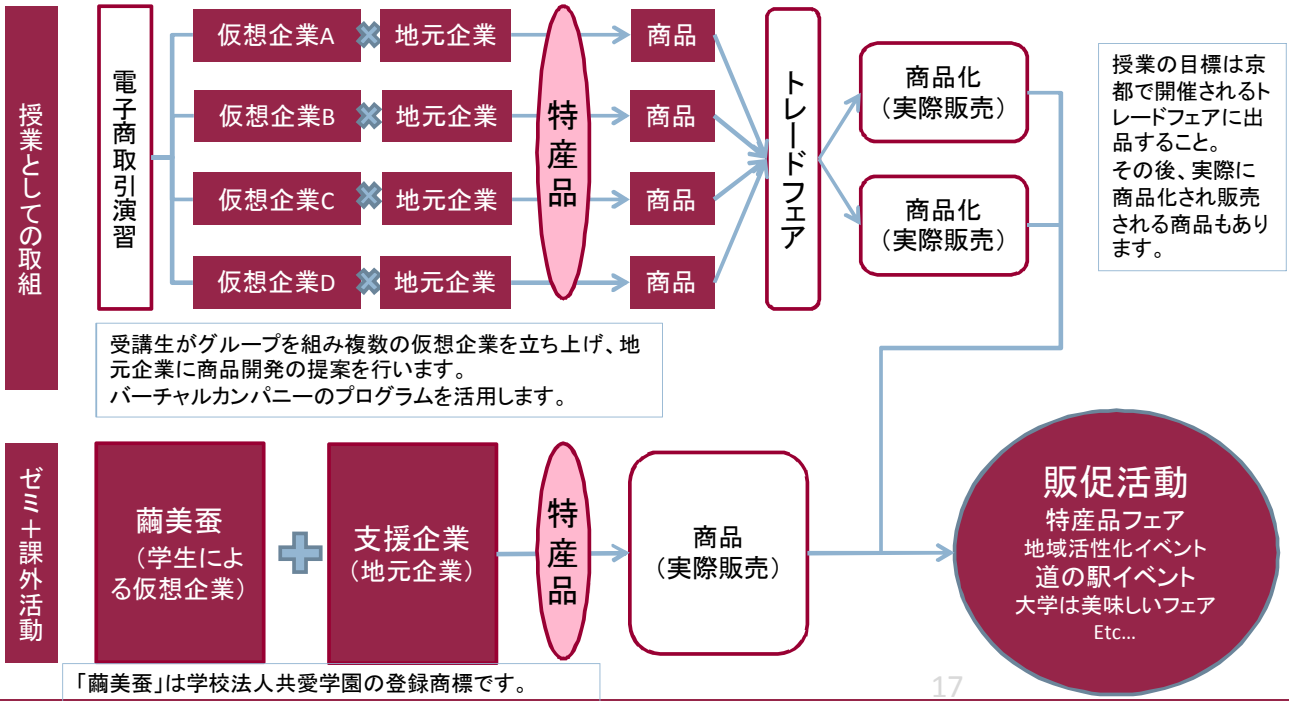 授業としての取組
電子商取引演習
仮想企業A
地元企業
商品
仮想企業B
地元企業
商品
仮想企業C
地元企業
商品
仮想企業D
地元企業
商品
特産品
トレードフェア
商品化
（実際販売）
商品化
（実際販売）
授業の目標は京
都で開催されるト
レードフェアに出
品すること。
その後、実際に
商品化され販売
される商品もあり
ます。
受講生がグループを組み複数の仮想企業を立ち上げ、地
元企業に商品開発の提案を行います。
バーチャルカンパニーのプログラムを活用します。
ゼミ＋課外活動
繭美蚕
（学生によ
る仮想企業）
支援企業
（地元企業）
特産品
商品
（実際販売）
販促活動
特産品フェア
地域活性化イベント
道の駅イベント
大学は美味しいフェア
Etc...
「繭美蚕」は学校法人共愛学園の登録商標です。
17